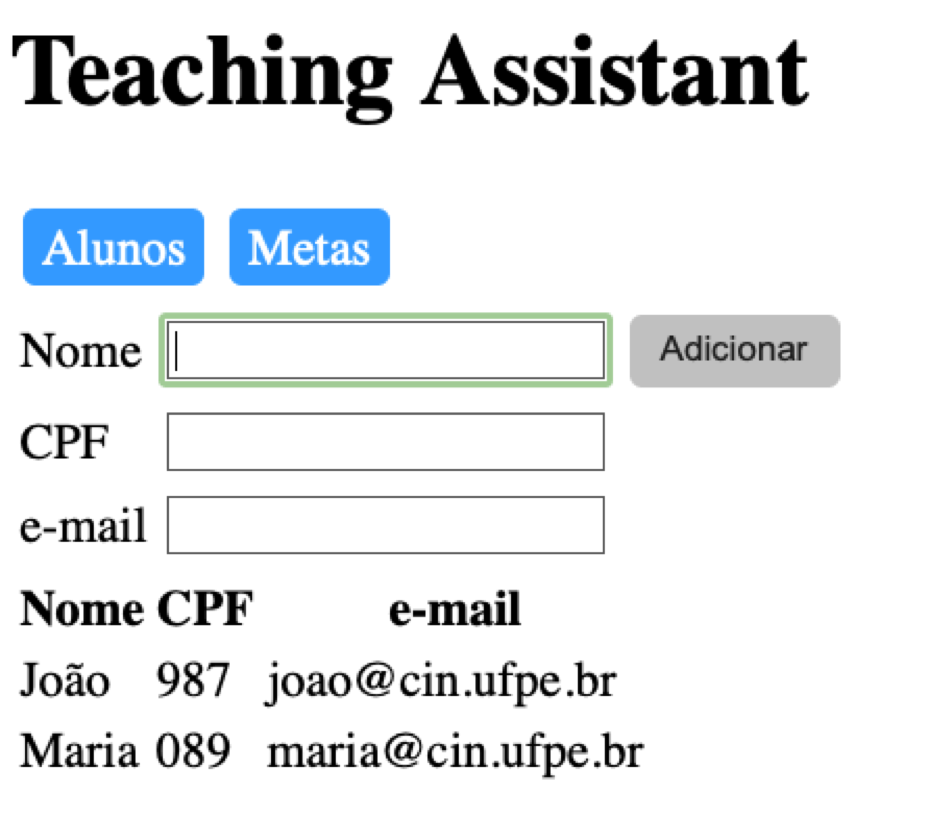 Teaching Assistant
Alunos Metas
Nome Adicionar
CPF
e-mail
Nome CPF e-mail
João 987 joao@cin.ufpe.br
Maria 089 maria@cin.ufpe.br